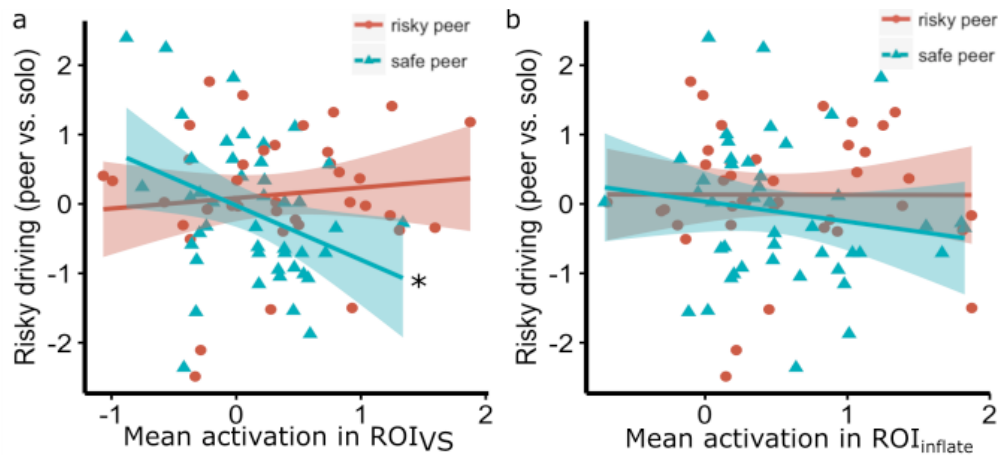 a
risky peer
safe peer
Risky driving (peer vs. solo)
2
1
0
-1
-2
*
-1
0
1
2
Mean activation in ROIVS
b
risky peer
safe peer
Risky driving (peer vs. solo)
2
1
0
-1
-2
0
1
2
Mean activation in ROIinflate